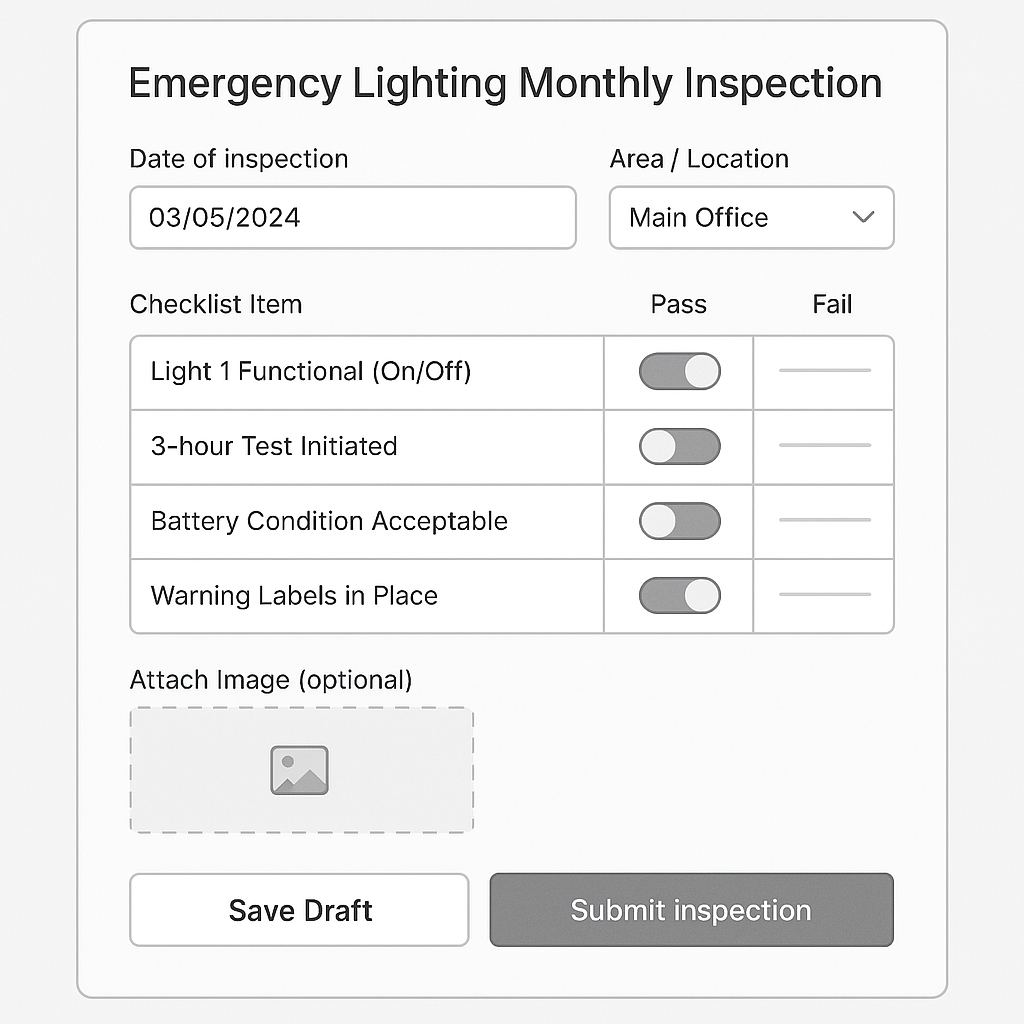 Emergency Lighting Monthly Inspection
Date of inspection
Area / Location
03/05/2024
Main Office
Checklist Item
Pass
Fail
Light 1 Functional (On/Off)
3-hour Test Initiated
Battery Condition Acceptable
Warning Labels in Place
Attach Image (optional)
Save Draft
Submit inspection